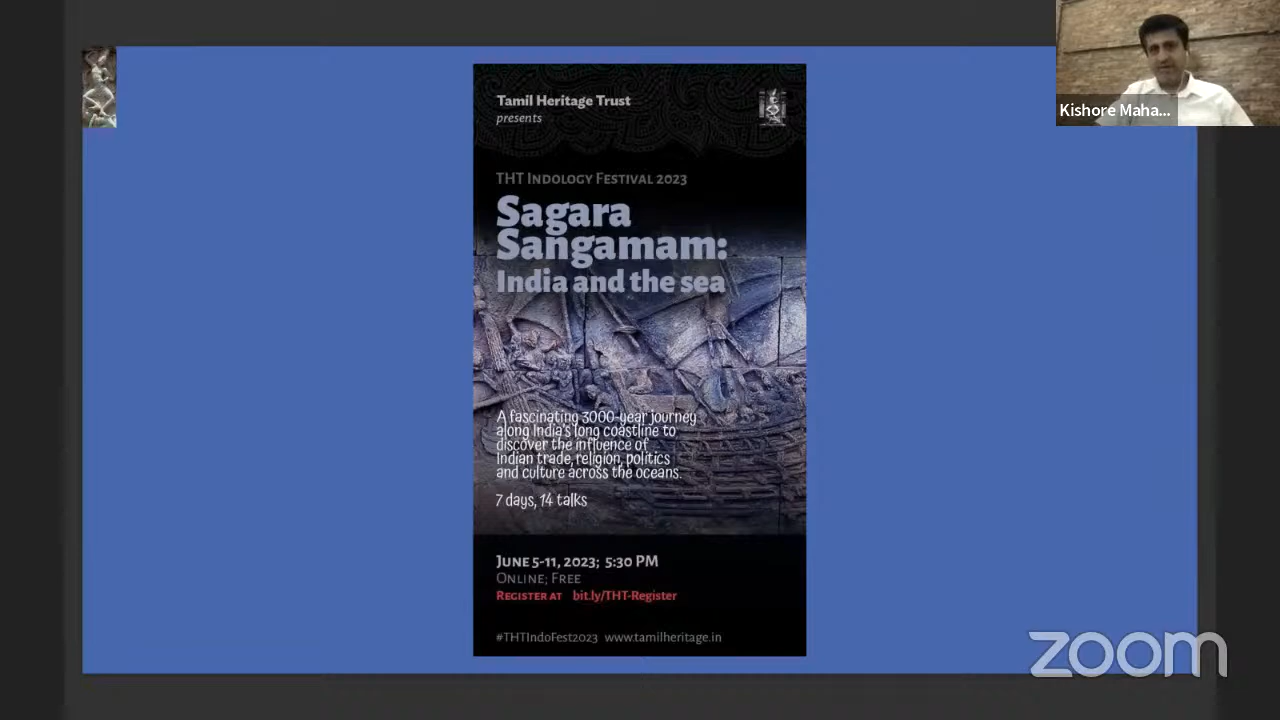 Tamil Heritage Trust
presents
THT Indology Festival 2023
Sagara
Sangamam:
India and the sea
A fascinating 3000-year journey
along India's long coastline to
discover the influence of
Indian trade, religion, politics
and culture across the oceans.
7 days, 14 talks
June 5-11, 2023; 5:30 PM
Online; Free
Register at bit.ly/THT-Register
#THTIndoFest2023 www.tamilheritage.in
Kishore Maha...
zoom